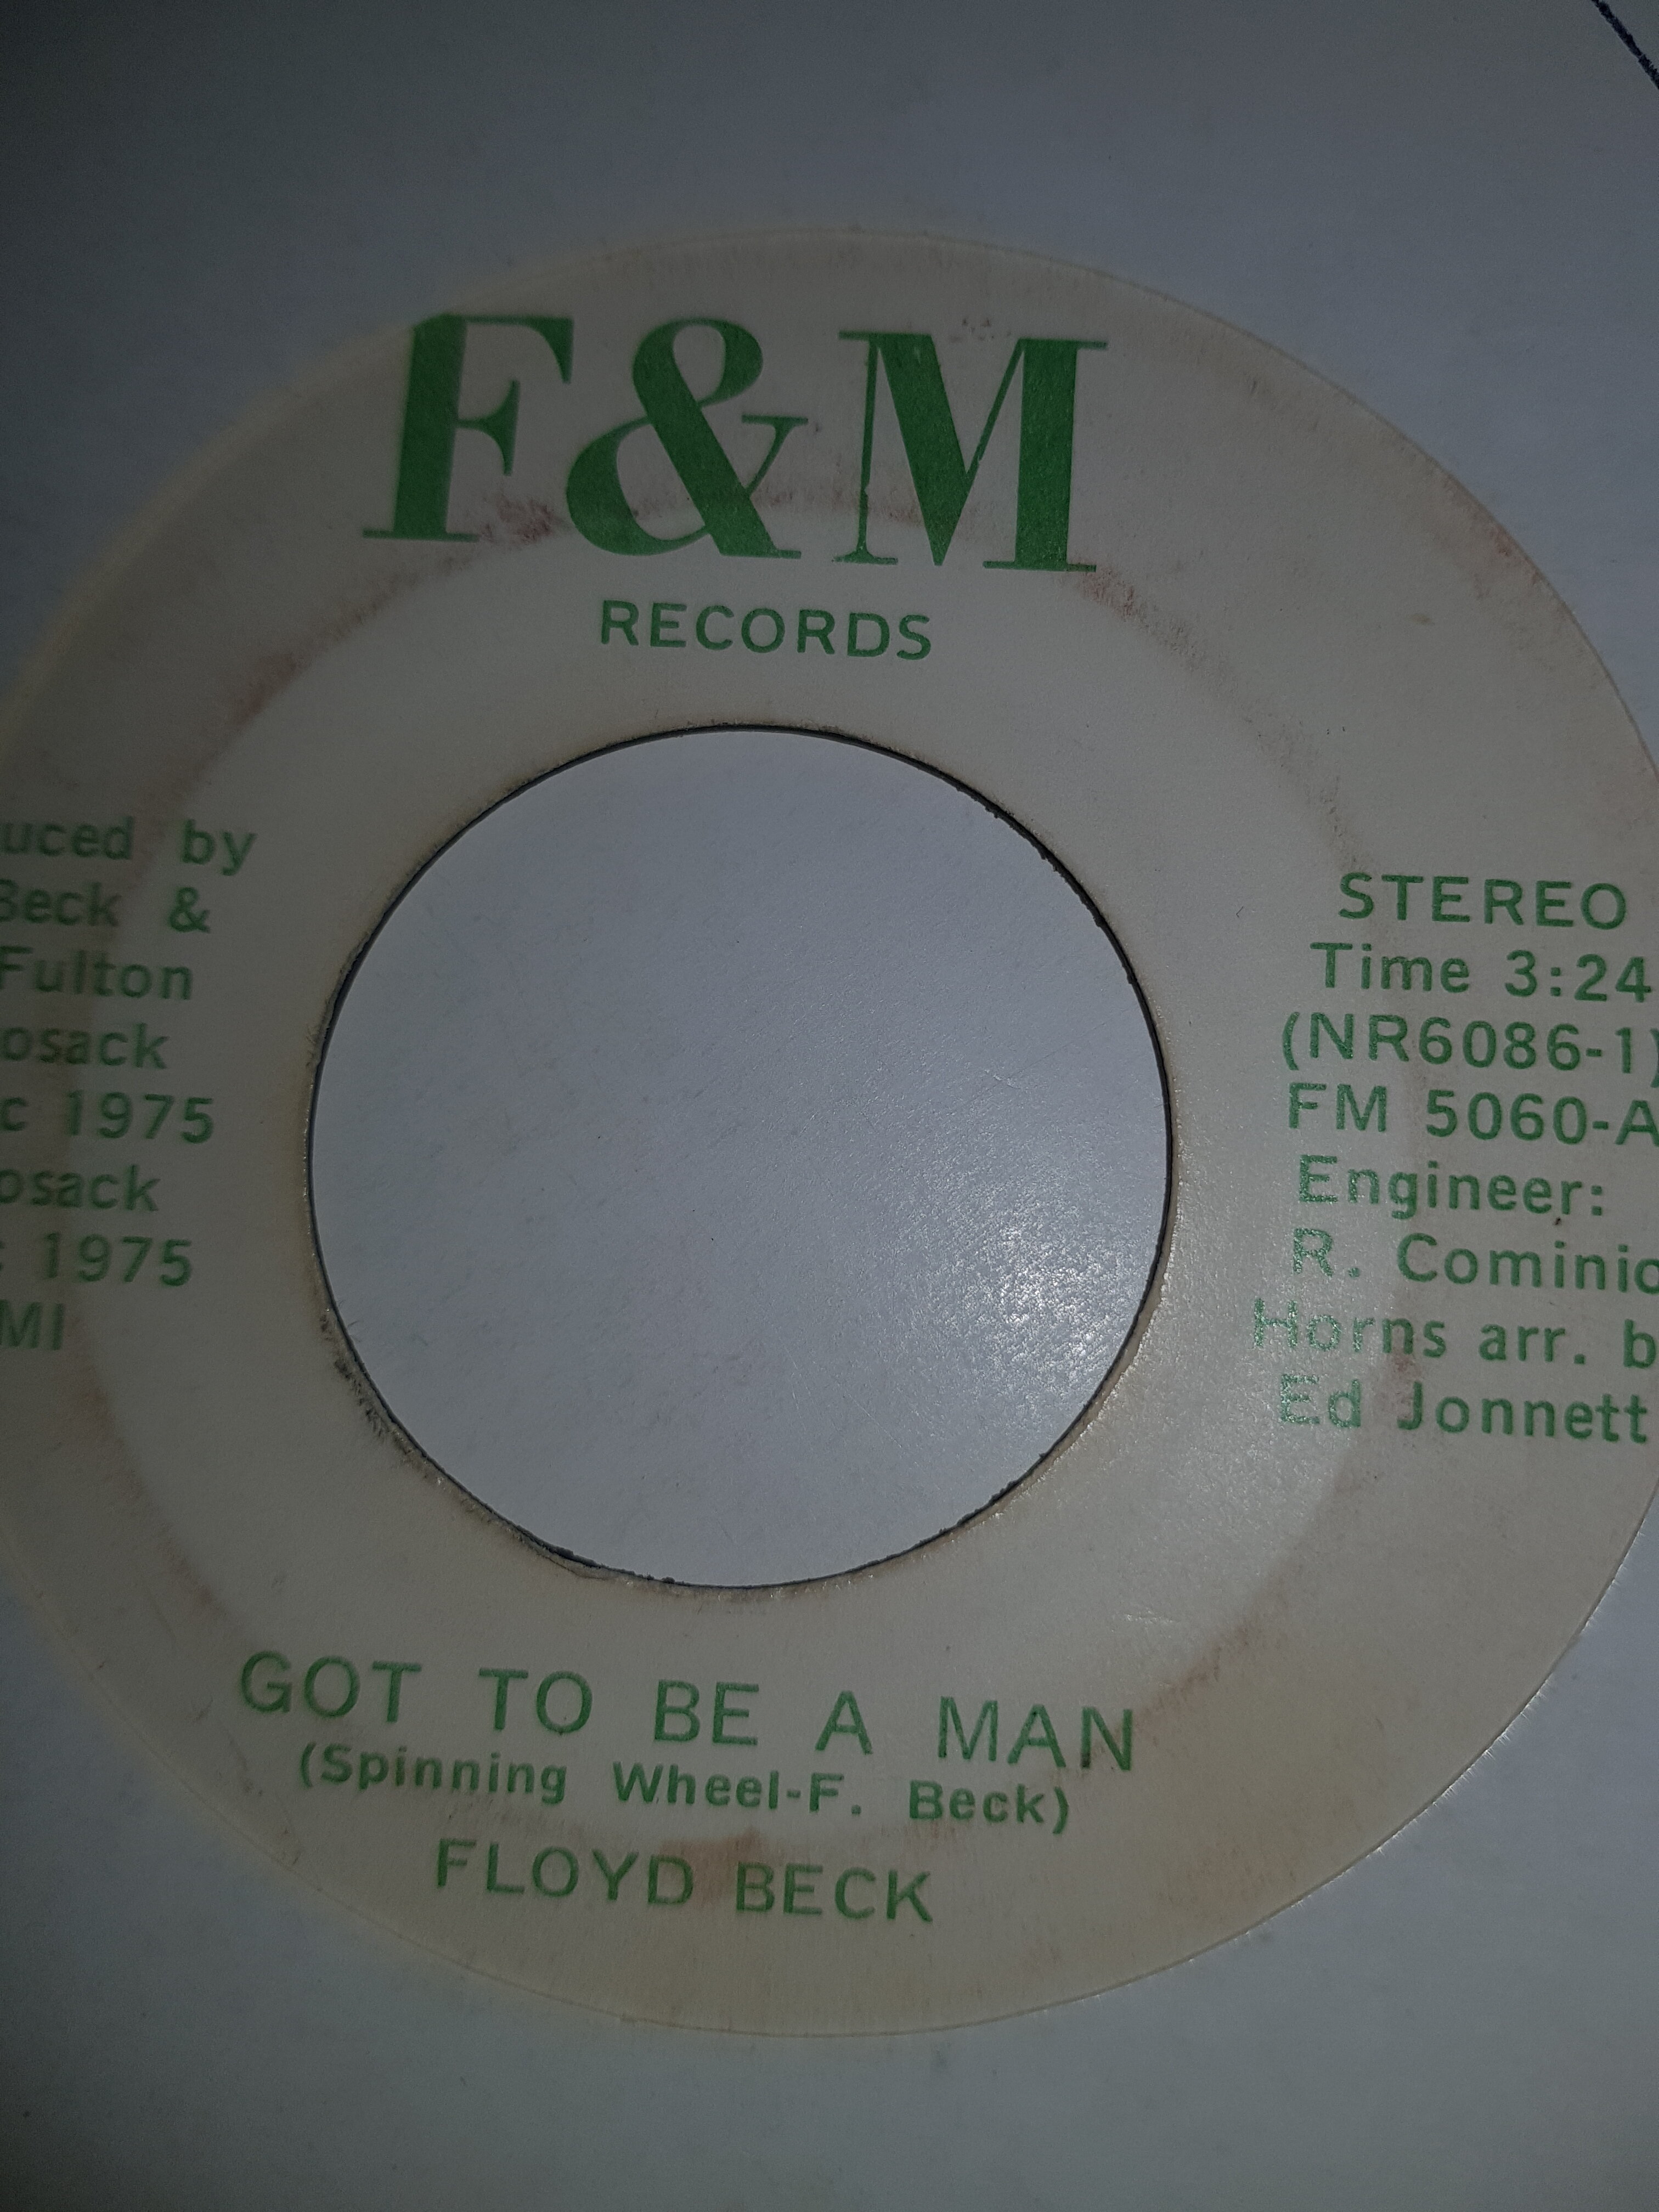 F&M
RECORDS
uced by
Beck &
Fulton
osack
c 1975
osack
1975
MI
STEREO
Time 3:24
(NR6086-1)
FM 5060-A
Engineer:
R. Cominio
Horns arr. b
Ed Jonnett
GOT TO BE A MAN
(Spinning Wheel-F. Beck)
FLOYD BECK